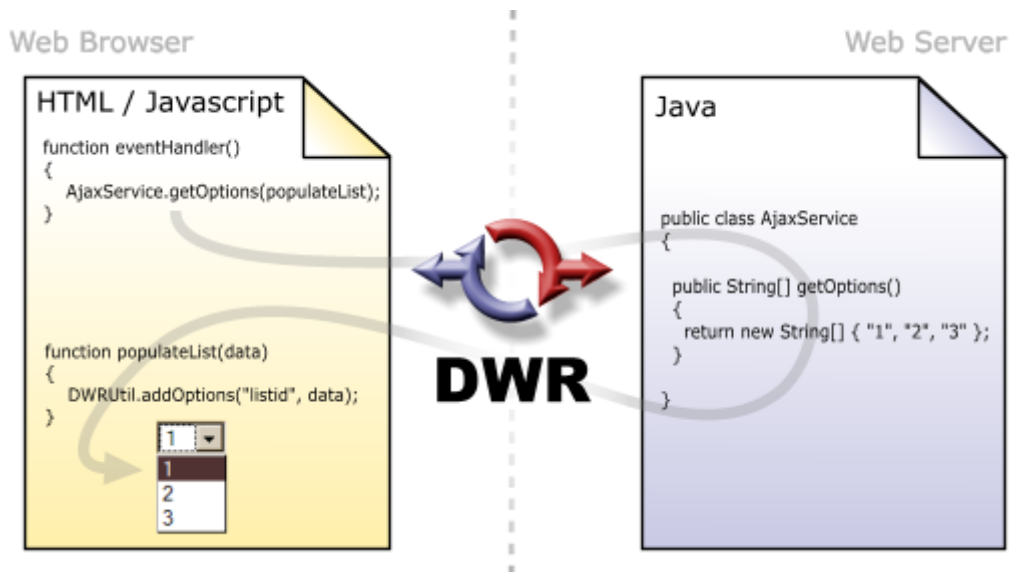 Web Browser
Web Server
HTML / Javascript
function eventHandler()
{
AjaxService.getOptions(populateList);
}
function populateList(data)
{
DWRUtil.addOptions("listid", data);
}
1
1
2
3
DWR
Java
public class AjaxService
{
public String[] getOptions()
{
return new String[] { "1", "2", "3" };
}
}